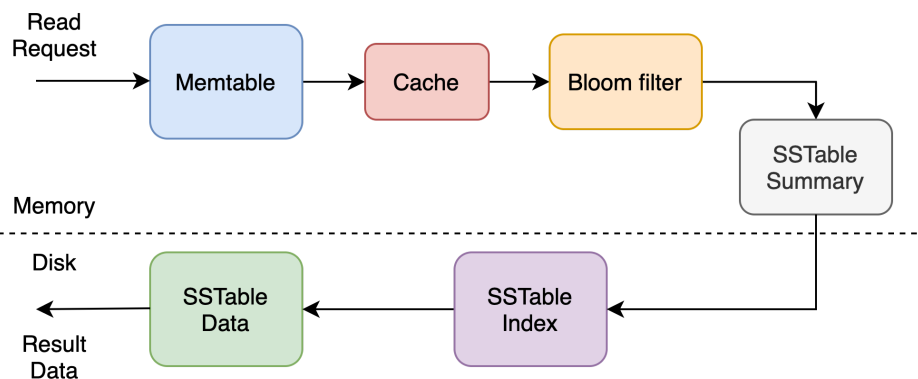 Read
Request
Memtable
Cache
Bloom filter
SSTable
Summary
Memory
Disk
SSTable
Data
SSTable
Index
Result
Data